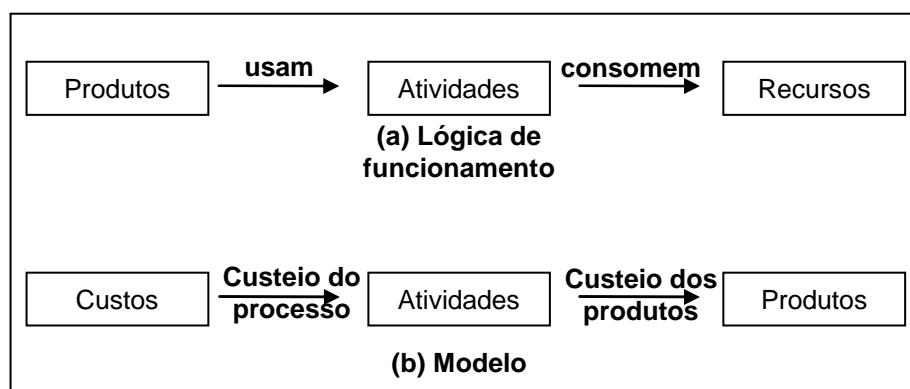 usam
consomem
Produtos
Atividades
Recursos
(a) Lógica de
funcionamento
Custeio do
processo
Custeio dos
produtos
Custos
Atividades
Produtos
(b) Modelo